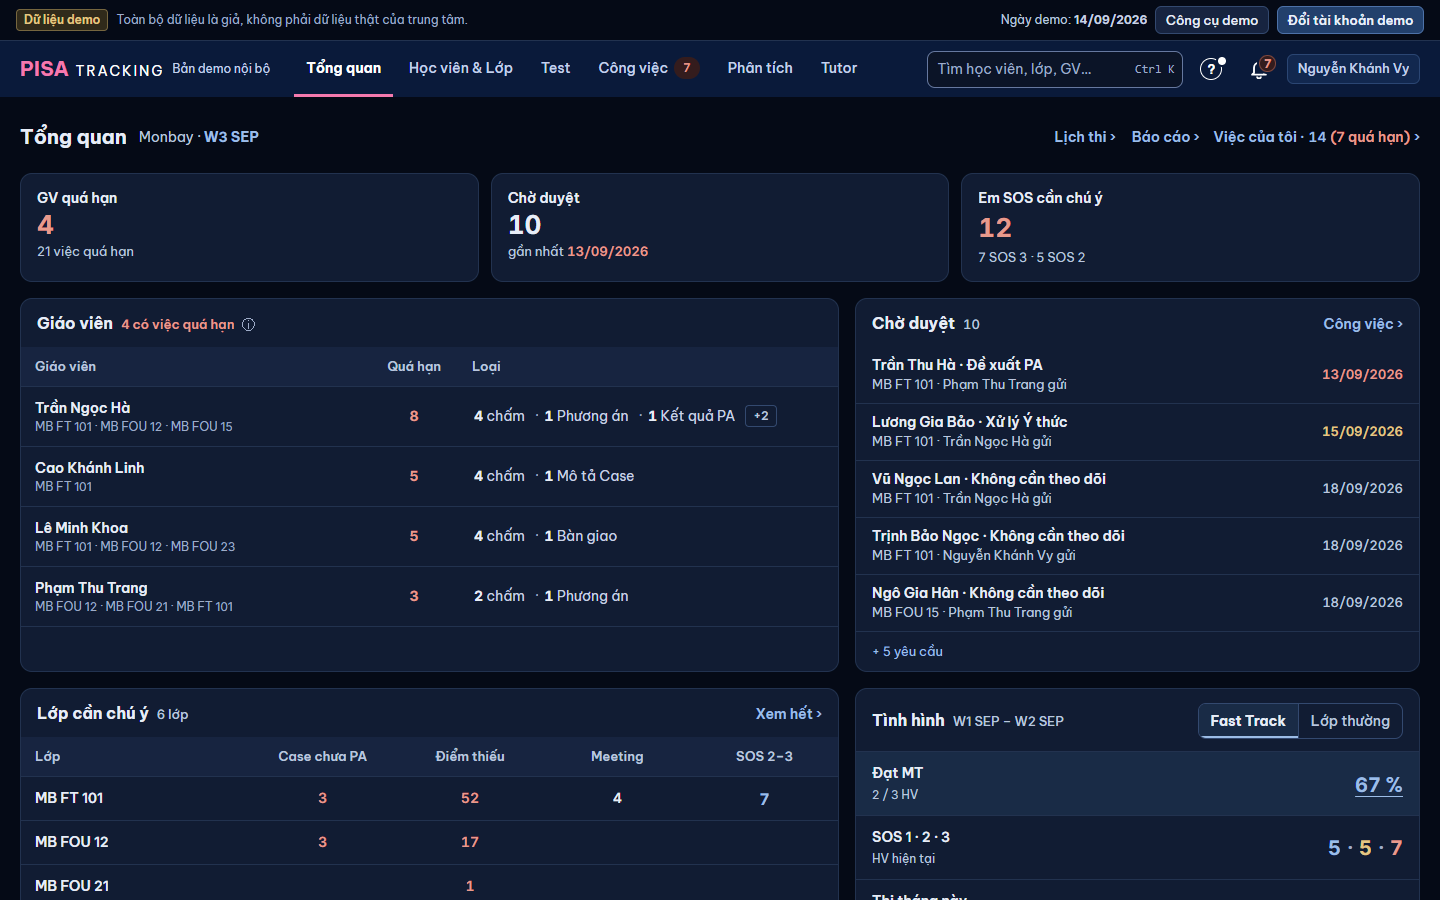 Dữ liệu demo Toàn bộ dữ liệu là giả, không phải dữ liệu thật của trung tâm. Ngày demo: 14/09/2026 Công cụ demo Đổi tài khoản demo
PISA TRACKING Bản demo nội bộ Tổng quan Học viên & Lớp Test Công việc 7 Phân tích Tutor Tìm học viên, lớp, GV... Ctrl K ? 7 Nguyễn Khánh Vy
Tổng quan Monbay · W3 SEP Lịch thi › Báo cáo › Việc của tôi · 14 (7 quá hạn) ›
GV quá hạn
4
21 việc quá hạn
Chờ duyệt
10
gần nhất 13/09/2026
Em SOS cần chú ý
12
7 SOS 3 · 5 SOS 2
Giáo viên 4 có việc quá hạn
Giáo viên Quá hạn Loại
Trần Ngọc Hà
MB FT 101 · MB FOU 12 · MB FOU 15
8 4 chấm · 1 Phương án · 1 Kết quả PA +2
Cao Khánh Linh
MB FT 101
5 4 chấm · 1 Mô tả Case
Lê Minh Khoa
MB FT 101 · MB FOU 12 · MB FOU 23
5 4 chấm · 1 Bàn giao
Phạm Thu Trang
MB FOU 12 · MB FOU 21 · MB FT 101
3 2 chấm · 1 Phương án
Chờ duyệt 10 Công việc ›
Trần Thu Hà · Đề xuất PA
MB FT 101 · Phạm Thu Trang gửi
13/09/2026
Lương Gia Bảo · Xử lý Ý thức
MB FT 101 · Trần Ngọc Hà gửi
15/09/2026
Vũ Ngọc Lan · Không cần theo dõi
MB FT 101 · Trần Ngọc Hà gửi
18/09/2026
Trịnh Bảo Ngọc · Không cần theo dõi
MB FT 101 · Nguyễn Khánh Vy gửi
18/09/2026
Ngô Gia Hân · Không cần theo dõi
MB FOU 15 · Phạm Thu Trang gửi
18/09/2026
+ 5 yêu cầu
Lớp cần chú ý 6 lớp Xem hết ›
Lớp Case chưa PA Điểm thiếu Meeting SOS 2–3
MB FT 101 3 52 4 7
MB FOU 12 3 17
MB FOU 21 1
Tình hình W1 SEP – W2 SEP Fast Track Lớp thường
Đạt MT
2 / 3 HV
67 %
SOS 1 · 2 · 3
HV hiện tại
5 · 5 · 7
Thi tháng này